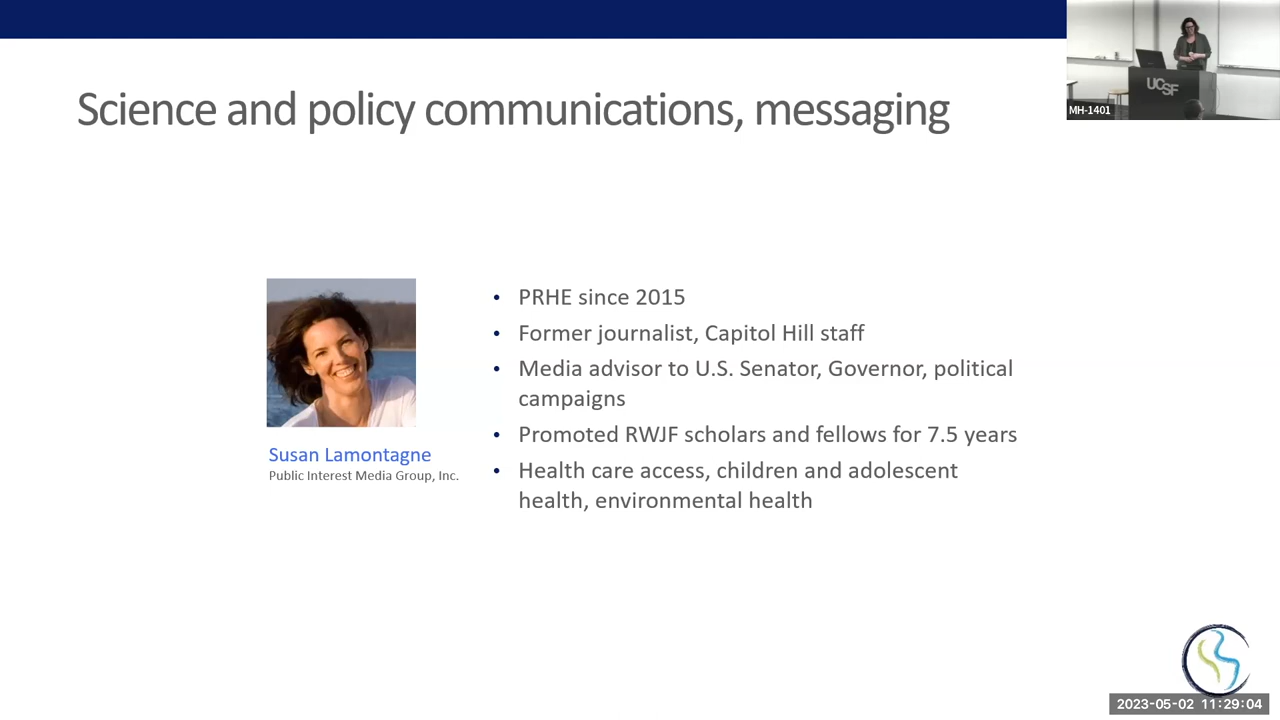 Science and policy communications, messaging
UCSF
MH-1401
Susan Lamontagne
Public Interest Media Group, Inc.
• PRHE since 2015
• Former journalist, Capitol Hill staff
• Media advisor to U.S. Senator, Governor, political
campaigns
• Promoted RWJF scholars and fellows for 7.5 years
• Health care access, children and adolescent
health, environmental health
2023-05-02 11:29:04